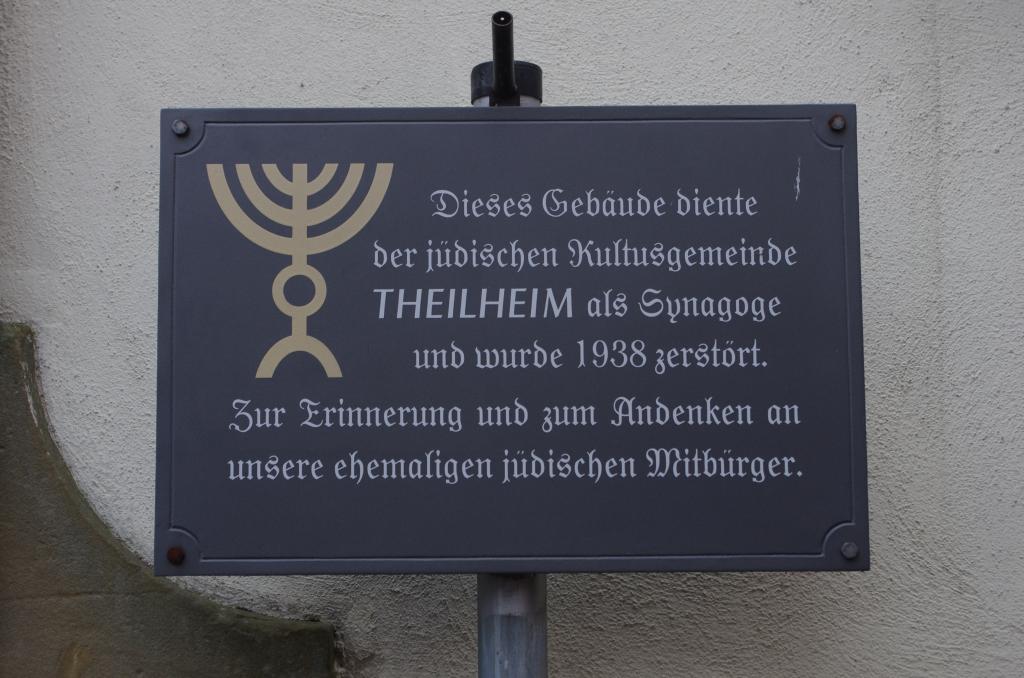 Dieses Gebäude diente
der jüdischen Kultusgemeinde
THEILHEIM als Synagoge
und wurde 1938 zerstört.
Zur Erinnerung und zum Andenken an
unsere ehemaligen jüdischen Mitbürger.